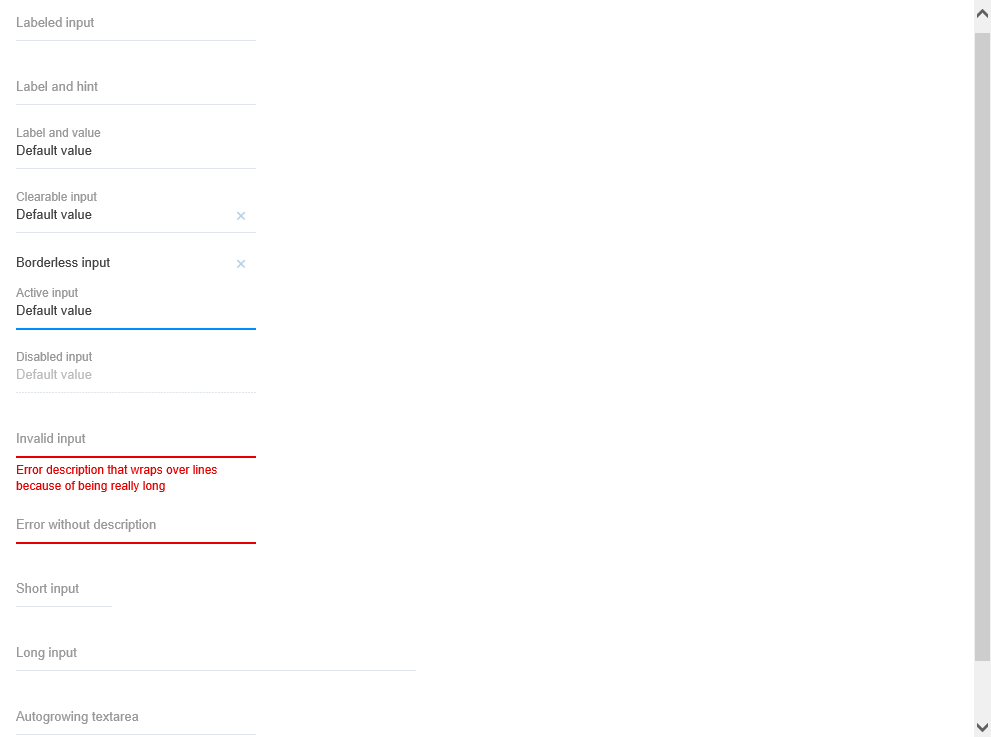 Labeled input
Label and hint
Label and value
Default value
Clearable input
Default value
Borderless input
Active input
Default value
Disabled input
Default value
Invalid input
Error description that wraps over lines
because of being really long
Error without description
Short input
Long input
Autogrowing textarea